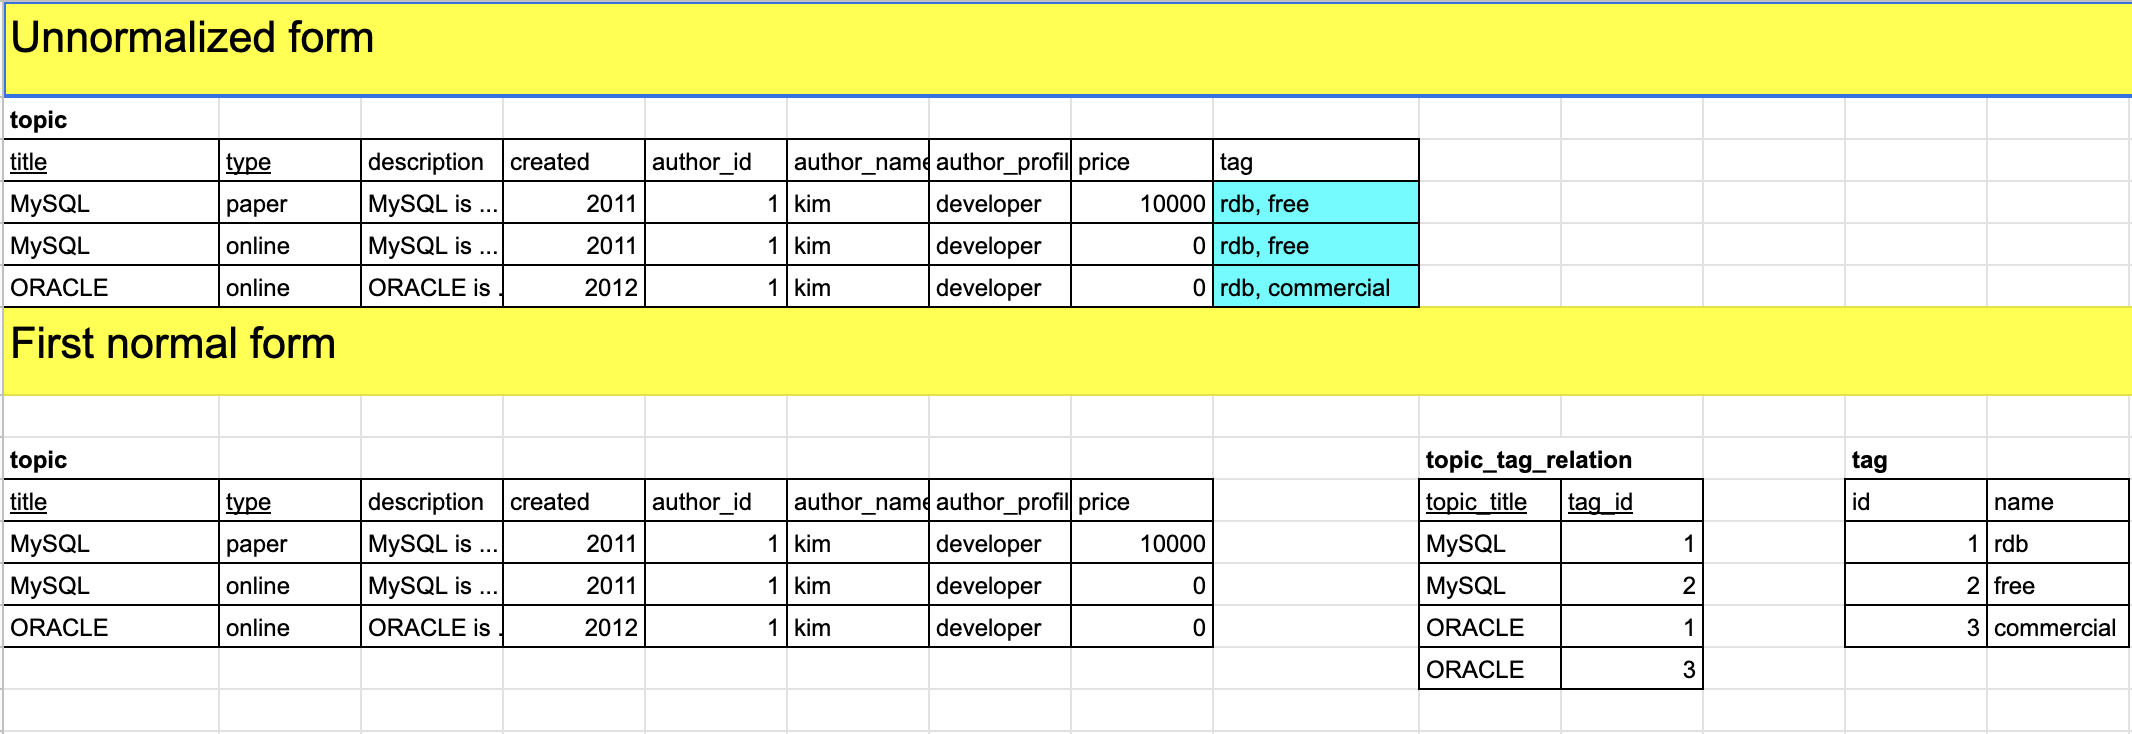 Unnormalized form
topic
title type description created author_id author_name author_profil price tag
MySQL paper MySQL is ... 2011 1 kim developer 10000 rdb, free
MySQL online MySQL is ... 2011 1 kim developer 0 rdb, free
ORACLE online ORACLE is . 2012 1 kim developer 0 rdb, commercial
First normal form
topic topic_tag_relation tag
title type description created author_id author_name author_profil price topic_title tag_id id name
MySQL paper MySQL is ... 2011 1 kim developer 10000 MySQL 1 1 rdb
MySQL online MySQL is ... 2011 1 kim developer 0 MySQL 2 2 free
ORACLE online ORACLE is . 2012 1 kim developer 0 ORACLE 1 3 commercial
ORACLE 3